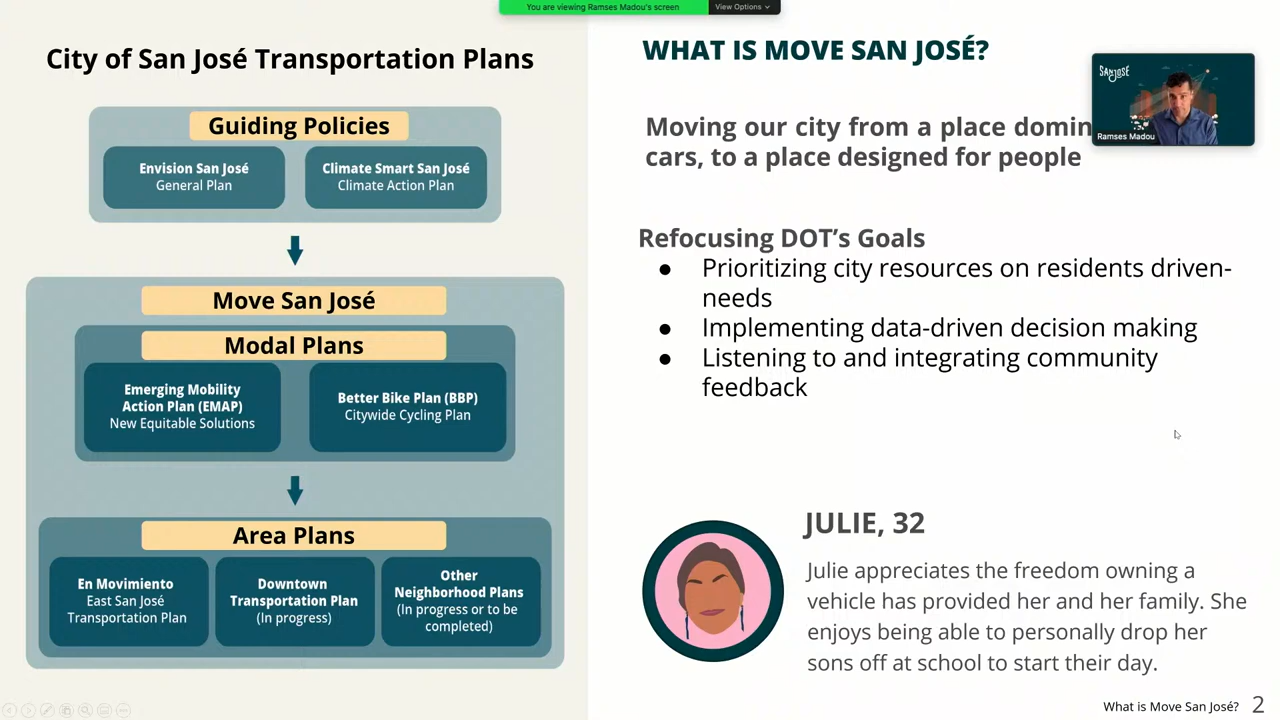 You are viewing Ramses Madou's screen
View Options
City of San José Transportation Plans
Guiding Policies
Envision San José
General Plan
Climate Smart San José
Climate Action Plan
Move San José
Modal Plans
Emerging Mobility
Action Plan (EMAP)
New Equitable Solutions
Better Bike Plan (BBP)
Citywide Cycling Plan
Area Plans
En Movimiento
East San José
Transportation Plan
Downtown
Transportation Plan
(In progress)
Other
Neighborhood Plans
(In progress or to be
completed)
WHAT IS MOVE SAN JOSÉ?
SAN JOSÉ
Ramses Madou
Moving our city from a place domin
cars, to a place designed for people
Refocusing DOT’s Goals
● Prioritizing city resources on residents driven-
needs
● Implementing data-driven decision making
● Listening to and integrating community
feedback
JULIE, 32
Julie appreciates the freedom owning a
vehicle has provided her and her family. She
enjoys being able to personally drop her
sons off at school to start their day.
What is Move San José? 2